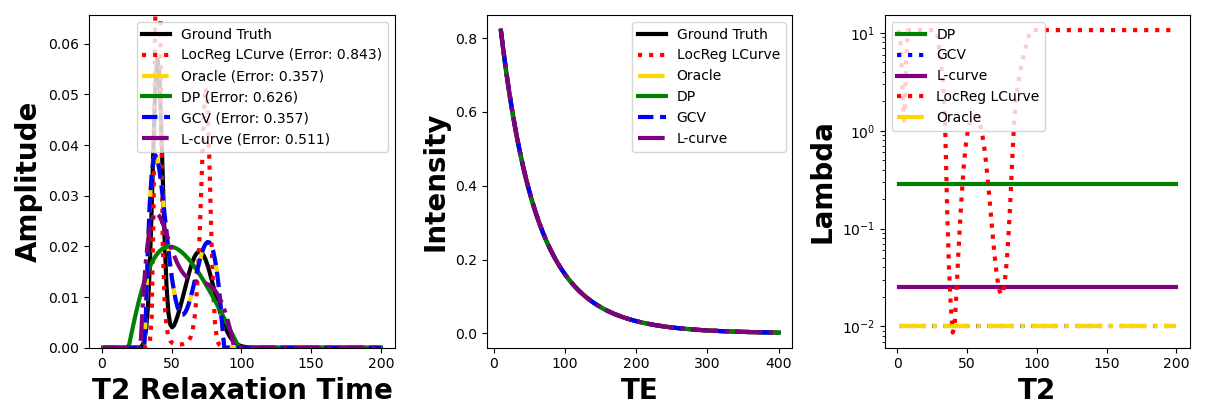 Amplitude
0.06
0.05
0.04
0.03
0.02
0.01
0.00
Ground Truth
LocReg LCurve (Error: 0.843)
Oracle (Error: 0.357)
DP (Error: 0.626)
GCV (Error: 0.357)
L-curve (Error: 0.511)
0 50 100 150 200
T2 Relaxation Time
Intensity
0.8
0.6
0.4
0.2
0.0
Ground Truth
LocReg LCurve
Oracle
DP
GCV
L-curve
0 100 200 300 400
TE
Lambda
10¹
10⁰
10⁻¹
10⁻²
DP
GCV
L-curve
LocReg LCurve
Oracle
0 50 100 150 200
T2